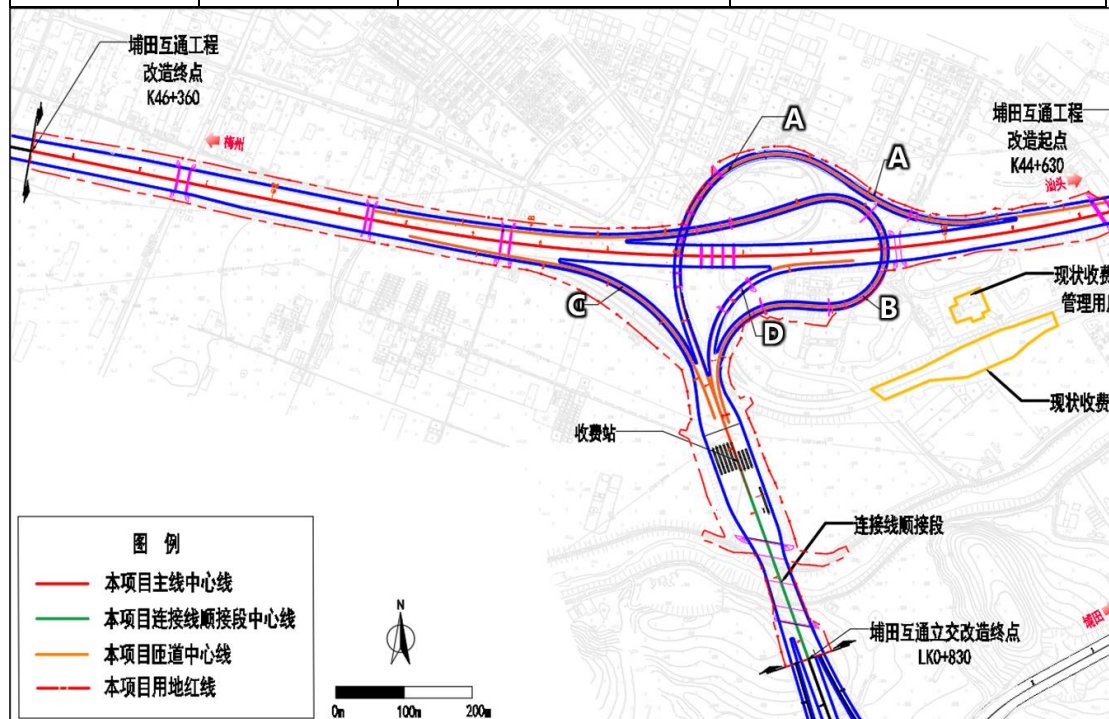 埔田互通工程
改造终点
K46+360
梅州
A
A
埔田互通工程
改造起点
K44+630
汕头
现状收费
管理用
B
C
D
现状收费
收费站
连接线顺接段
埔田互通立交改造终点
LK0+830
埔田
图 例
本项目主线中心线
本项目连接线顺接段中心线
本项目匝道中心线
本项目用地红线
N
0m
100m
200m